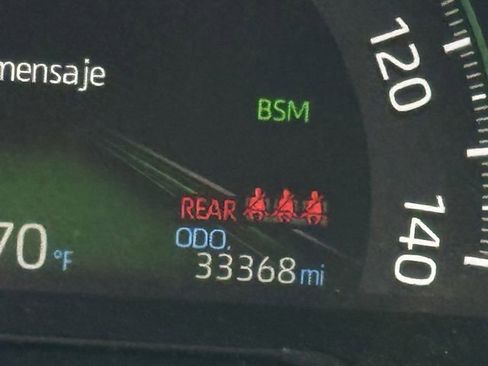 mensaje
BSM
REAR
ODO.
33368 mi
70 °F
120
140